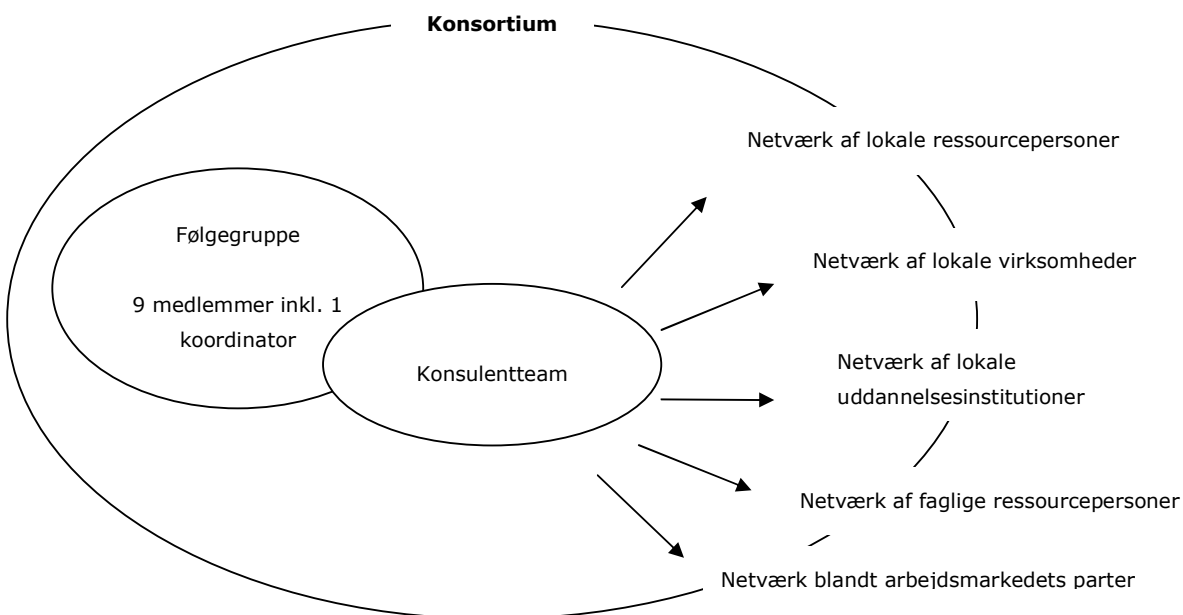 Konsortium
Netværk af lokale ressourcepersoner
Følgegruppe
9 medlemmer inkl. 1
koordinator
Netværk af lokale virksomheder
Konsulentteam
Netværk af lokale
uddannelsesinstitutioner
Netværk af faglige ressourcepersoner
Netværk blandt arbejdsmarkedets parter